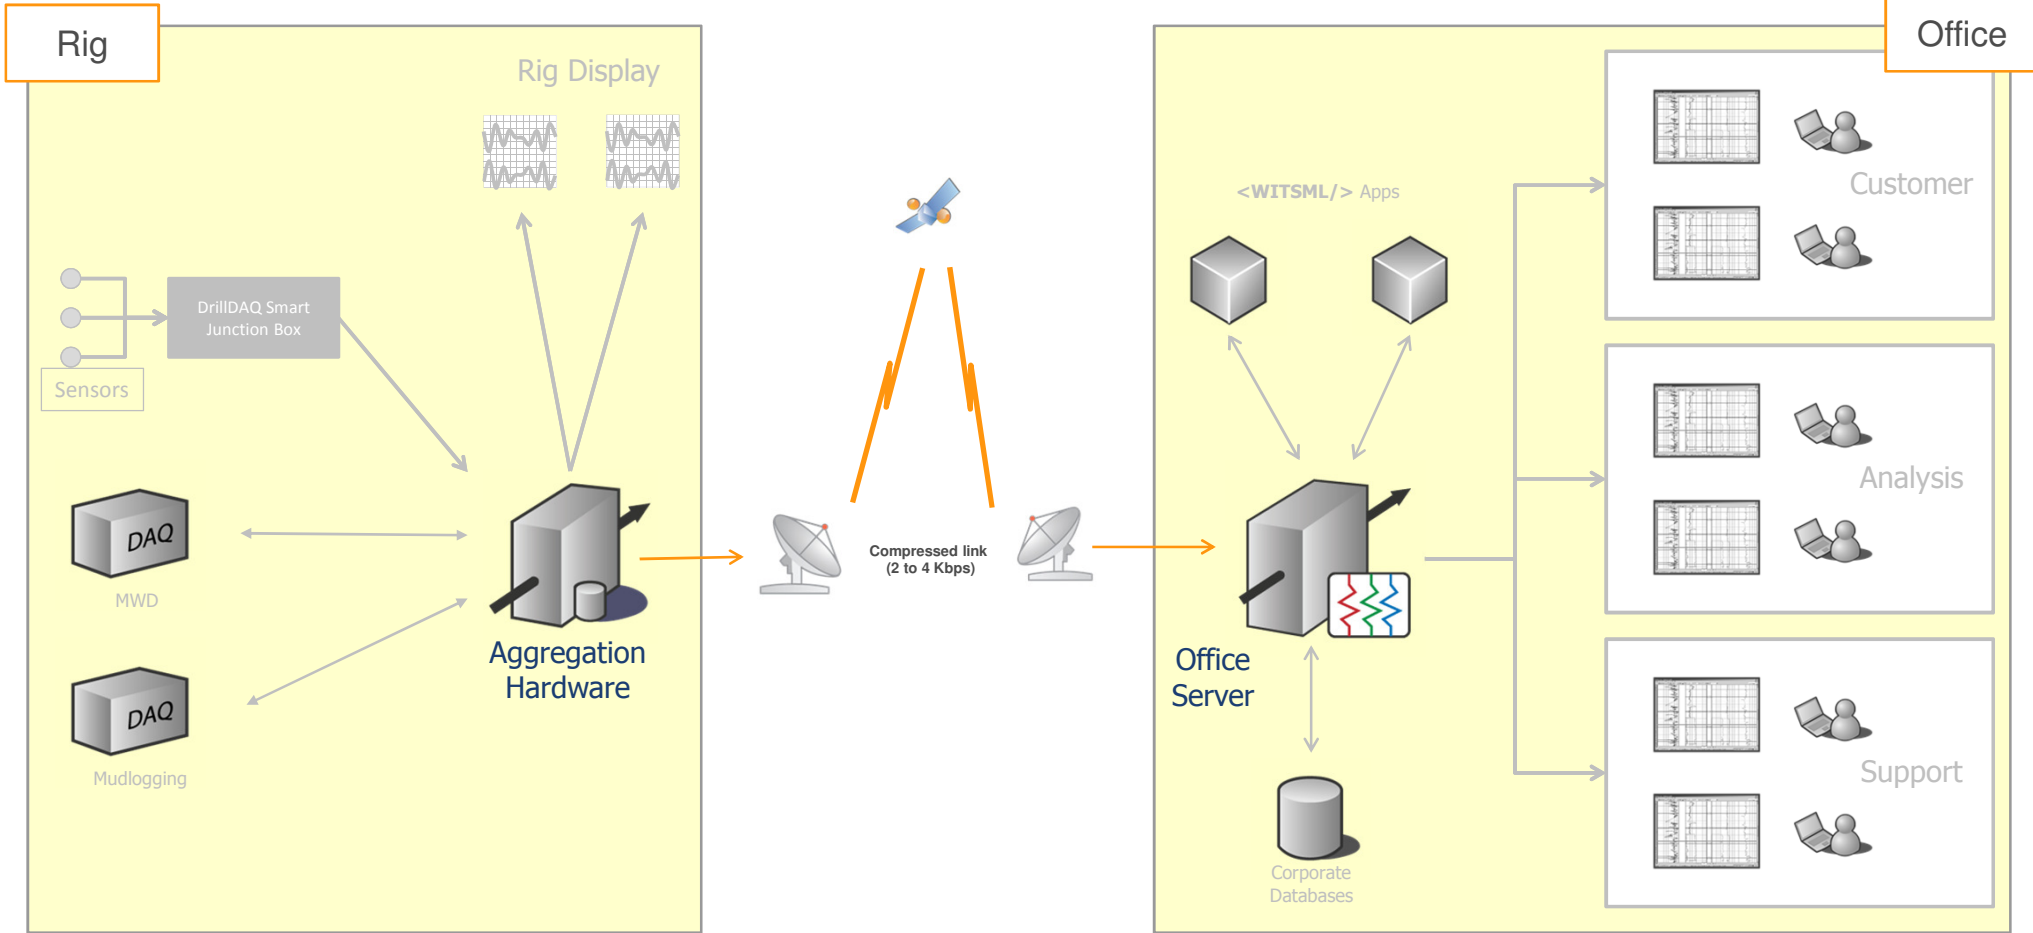 Rig
Office
Rig Display
DrillDAQ Smart
Junction Box
Sensors
DAQ
MWD
DAQ
Mudlogging
Aggregation
Hardware
Compressed link
(2 to 4 Kbps)
<WITSML/> Apps
Office
Server
Corporate
Databases
Customer
Analysis
Support